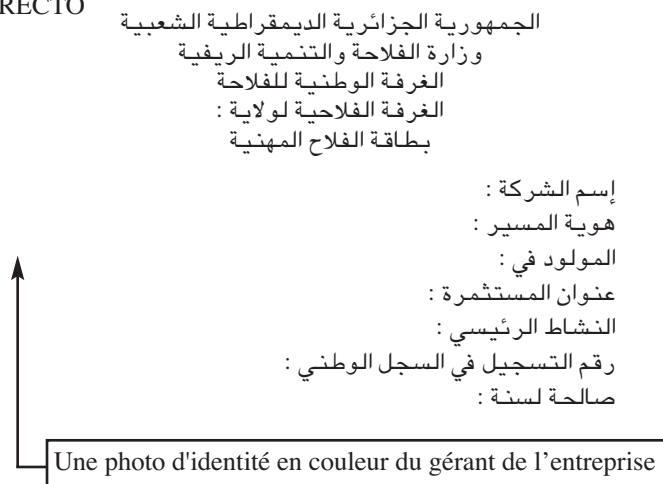 RECTO
الجمهورية الجزائرية الديمقراطية الشعبية
وزارة الفلاحة والتنمية الريفية
الغرفة الوطنية للفلاحة
الغرفة الفلاحية لولاية :
بطاقة الفلاح المهنية
إسم الشركة :
هوية المسير :
المولود في :
عنوان المستثمرة :
النشاط الرئيسي :
رقم التسجيل في السجل الوطني :
صالحة لسنة :
Une photo d'identité en couleur du gérant de l’entreprise